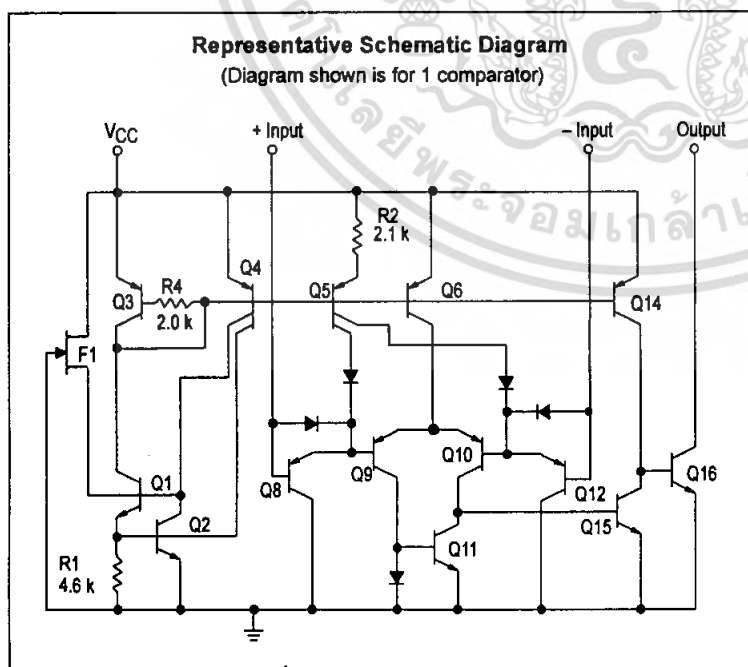 Representative Schematic Diagram
(Diagram shown is for 1 comparator)
VCC
+ Input
– Input
Output
R2
2.1 k
Q4
R4
Q3
2.0 k
Q5
Q6
Q14
F1
Q1
Q8
Q9
Q10
Q12
Q16
Q2
Q11
Q15
R1
4.6 k